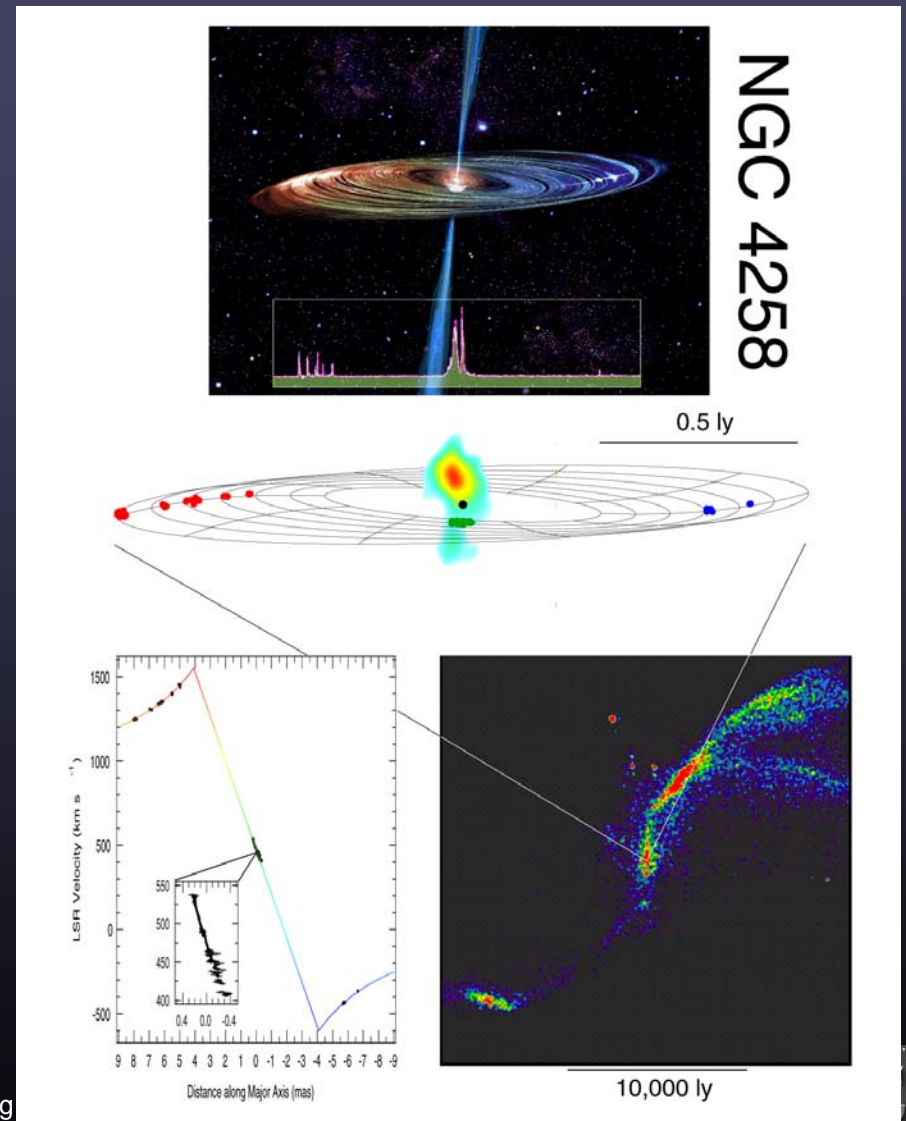 NGC 4258
0.5 ly
1500
1000
500
0
-500
LSR Velocity (km s⁻¹)
550
500
450
400
0.4 0.0 -0.4
9 8 7 6 5 4 3 2 1 0 -1 -2 -3 -4 -5 -6 -7 -8 -9
Distance along Major Axis (mas)
10,000 ly
g